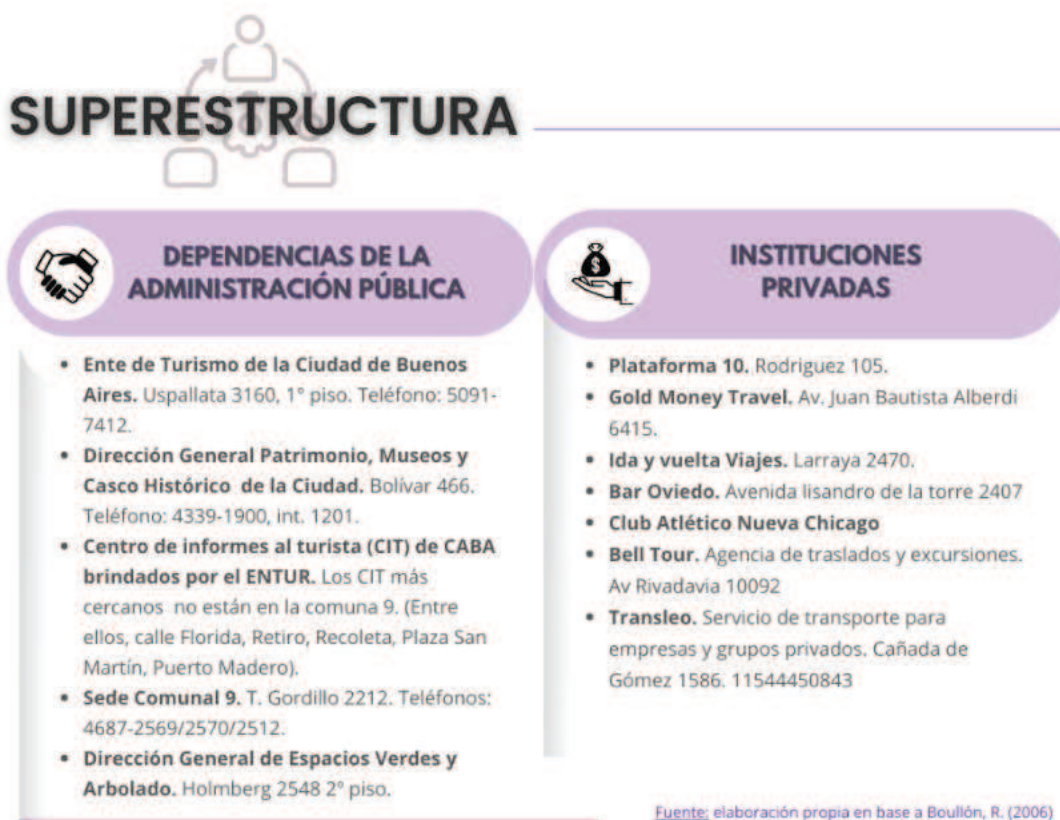 SUPERESTRUCTURA
DEPENDENCIAS DE LA
ADMINISTRACIÓN PÚBLICA
• Ente de Turismo de la Ciudad de Buenos
Aires. Uspallata 3160, 1° piso. Teléfono: 5091-
7412.
• Dirección General Patrimonio, Museos y
Casco Histórico de la Ciudad. Bolívar 466.
Teléfono: 4339-1900, int. 1201.
• Centro de informes al turista (CIT) de CABA
brindados por el ENTUR. Los CIT más
cercanos no están en la comuna 9. (Entre
ellos, calle Florida, Retiro, Recoleta, Plaza San
Martín, Puerto Madero).
• Sede Comunal 9. T. Gordillo 2212. Teléfonos:
4687-2569/2570/2512.
• Dirección General de Espacios Verdes y
Arbolado. Holmberg 2548 2° piso.
INSTITUCIONES
PRIVADAS
• Plataforma 10. Rodriguez 105.
• Gold Money Travel. Av. Juan Bautista Alberdi
6415.
• Ida y vuelta Viajes. Larraya 2470.
• Bar Oviedo. Avenida lisandro de la torre 2407
• Club Atlético Nueva Chicago
• Bell Tour. Agencia de traslados y excursiones.
Av Rivadavia 10092
• Transleo. Servicio de transporte para
empresas y grupos privados. Cañada de
Gómez 1586. 11544450843
Fuente: elaboración propia en base a Boullón, R. (2006)